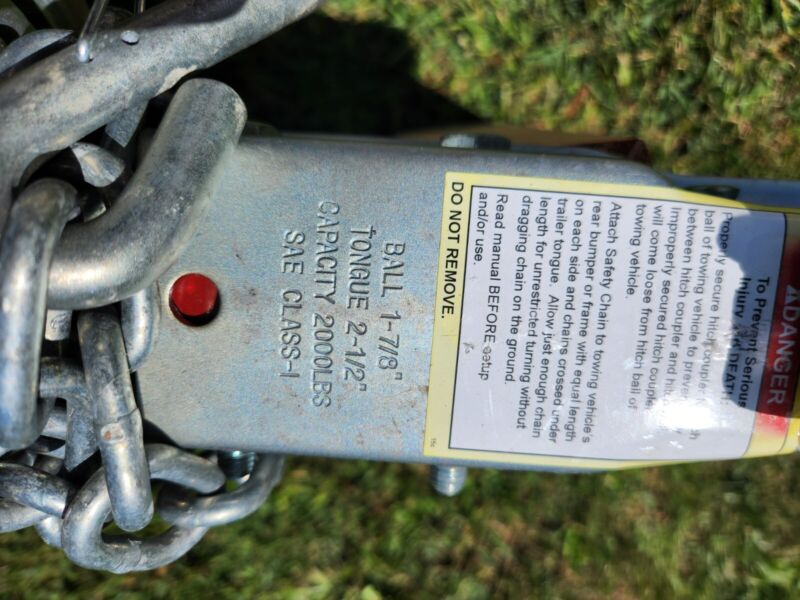 DANGER
To Prevent Serious
Injury and DEATH:
Properly secure hitch coupler
ball of towing vehicle to prevent
between hitch coupler and hitch
Improperly secured hitch coupler
will come loose from hitch ball of
towing vehicle.
Attach Safety Chain to towing vehicle's
rear bumper or frame with equal length
on each side and chains crossed under
trailer tongue. Allow just enough chain
length for unrestricted turning without
dragging chain on the ground.
Read manual BEFORE setup
and/or use.
DO NOT REMOVE.
BALL 1-7/8"
TONGUE 2-1/2"
CAPACITY 2000LBS
SAE CLASS-I